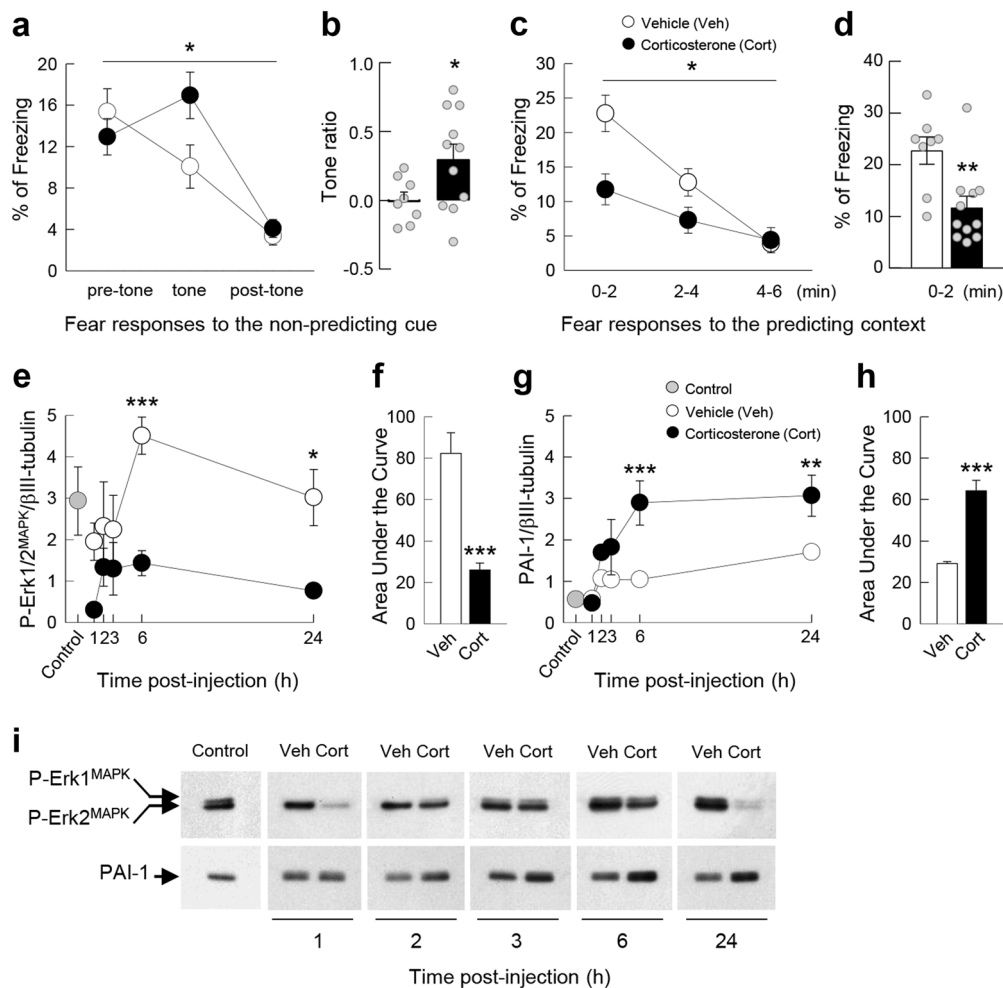 a
b
c
d
Vehicle (Veh)
Corticosterone (Cort)
% of Freezing
20
16
12
8
4
0
*
pre-tone tone post-tone
Tone ratio
1.0
0.5
0.0
-0.5
*
% of Freezing
30
25
20
15
10
5
0
*
0-2 2-4 4-6 (min)
% of Freezing
40
30
20
10
0
**
0-2 (min)
Fear responses to the non-predicting cue
Fear responses to the predicting context
e
f
g
h
P-Erk1/2MAPK/βIII-tubulin
5
4
3
2
1
0
***
*
Control 1 2 3 6 24
Time post-injection (h)
Area Under the Curve
100
80
60
40
20
0
***
Veh Cort
Control
Vehicle (Veh)
Corticosterone (Cort)
PAI-1/βIII-tubulin
5
4
3
2
1
0
***
**
Control 1 2 3 6 24
Time post-injection (h)
Area Under the Curve
100
80
60
40
20
0
***
Veh Cort
i
Control Veh Cort Veh Cort Veh Cort Veh Cort Veh Cort
P-Erk1MAPK
P-Erk2MAPK
PAI-1
1 2 3 6 24
Time post-injection (h)